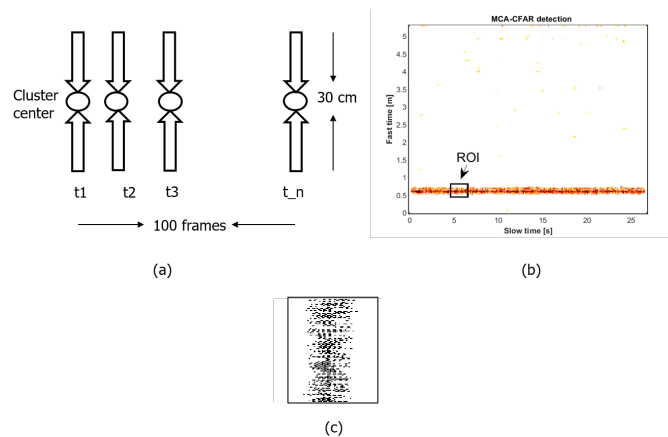 Cluster
center
30 cm
t1 t2 t3 t_n
100 frames
(a)
MCA-CFAR detection
Fast time [m]
5
4.5
4
3.5
3
2.5
2
1.5
1
0.5
0
ROI
0 5 10 15 20 25
Slow time [s]
(b)
(c)